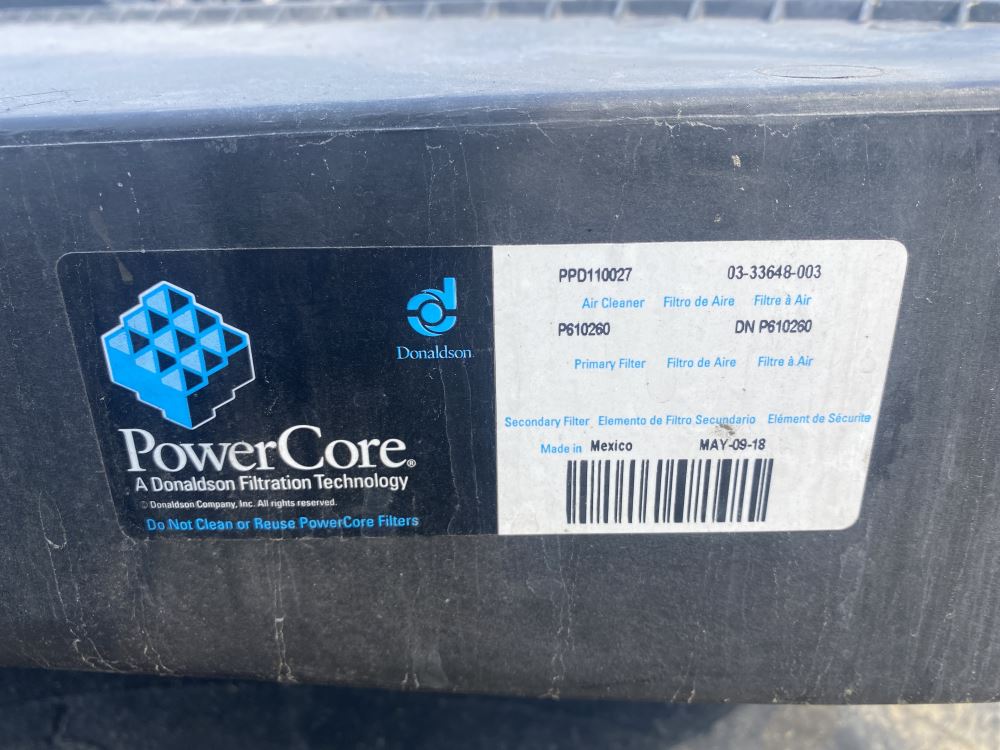 PowerCore®
A Donaldson Filtration Technology
© Donaldson Company, Inc. All rights reserved.
Do Not Clean or Reuse PowerCore Filters
Donaldson.
PPD110027 03-33648-003
Air Cleaner Filtro de Aire Filtre à Air
P610260 DN P610260
Primary Filter Filtro de Aire Filtre à Air
Secondary Filter Elemento de Filtro Secundario Elément de Sécurite
Made in Mexico MAY-09-18